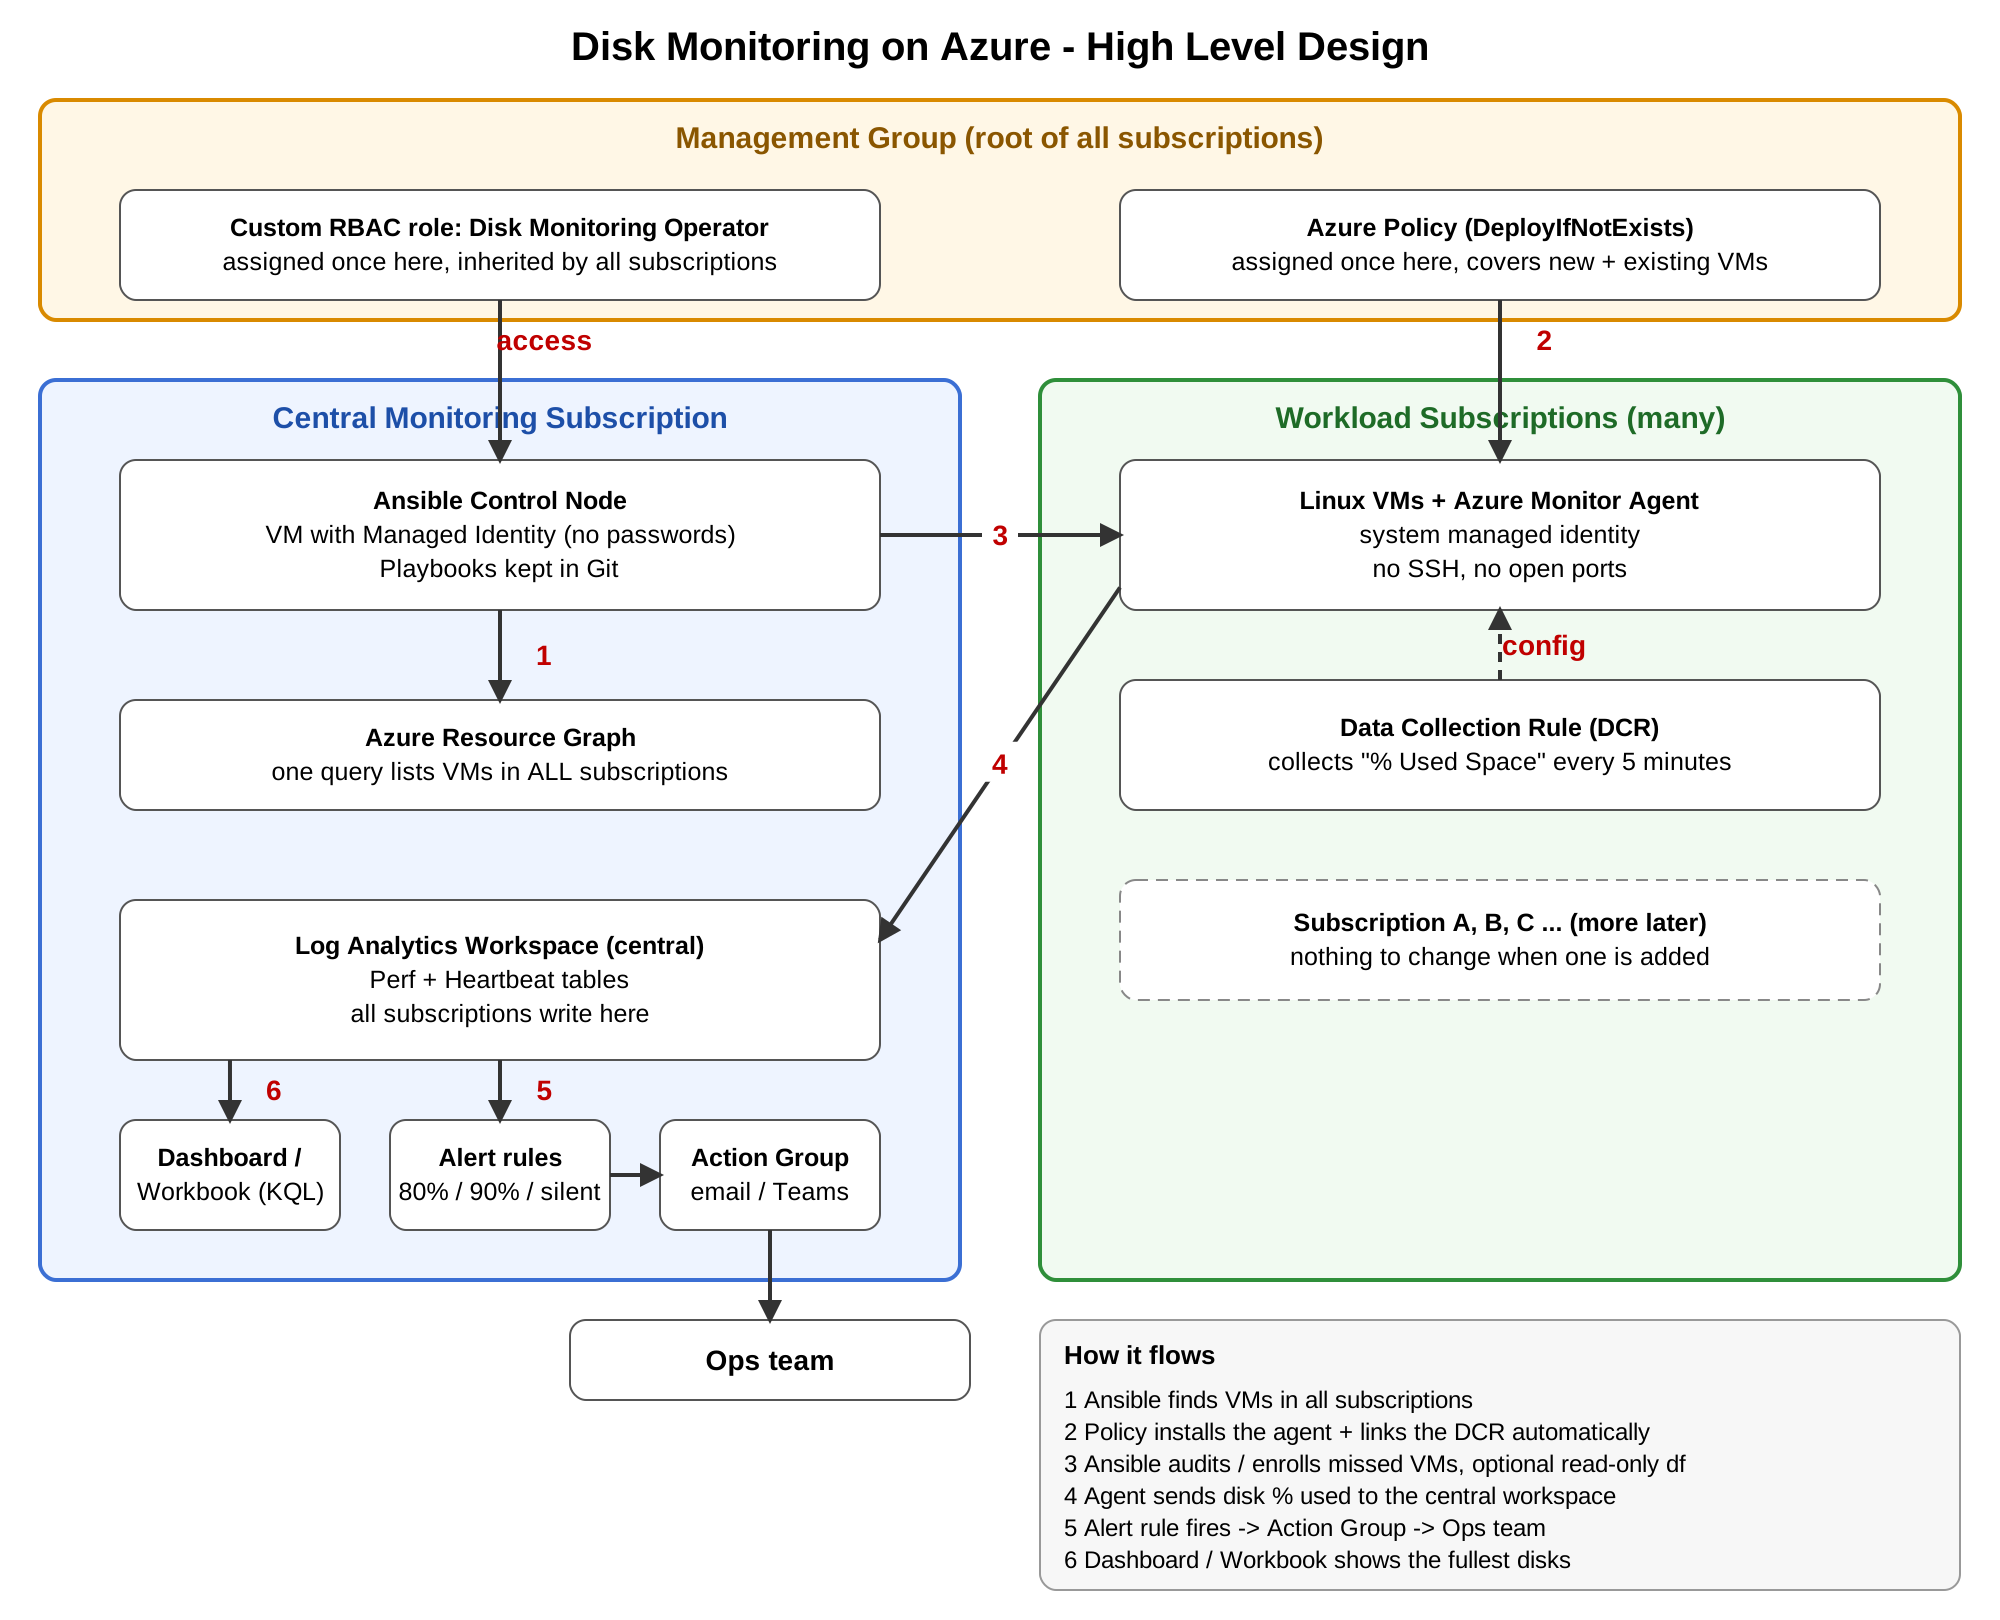 Disk Monitoring on Azure - High Level Design
Management Group (root of all subscriptions)
Custom RBAC role: Disk Monitoring Operator
assigned once here, inherited by all subscriptions
Azure Policy (DeployIfNotExists)
assigned once here, covers new + existing VMs
access
2
Central Monitoring Subscription
Ansible Control Node
VM with Managed Identity (no passwords)
Playbooks kept in Git
3
1
Azure Resource Graph
one query lists VMs in ALL subscriptions
4
Log Analytics Workspace (central)
Perf + Heartbeat tables
all subscriptions write here
6
5
Dashboard /
Workbook (KQL)
Alert rules
80% / 90% / silent
Action Group
email / Teams
Ops team
Workload Subscriptions (many)
Linux VMs + Azure Monitor Agent
system managed identity
no SSH, no open ports
config
Data Collection Rule (DCR)
collects "% Used Space" every 5 minutes
Subscription A, B, C ... (more later)
nothing to change when one is added
How it flows
1 Ansible finds VMs in all subscriptions
2 Policy installs the agent + links the DCR automatically
3 Ansible audits / enrolls missed VMs, optional read-only df
4 Agent sends disk % used to the central workspace
5 Alert rule fires -> Action Group -> Ops team
6 Dashboard / Workbook shows the fullest disks